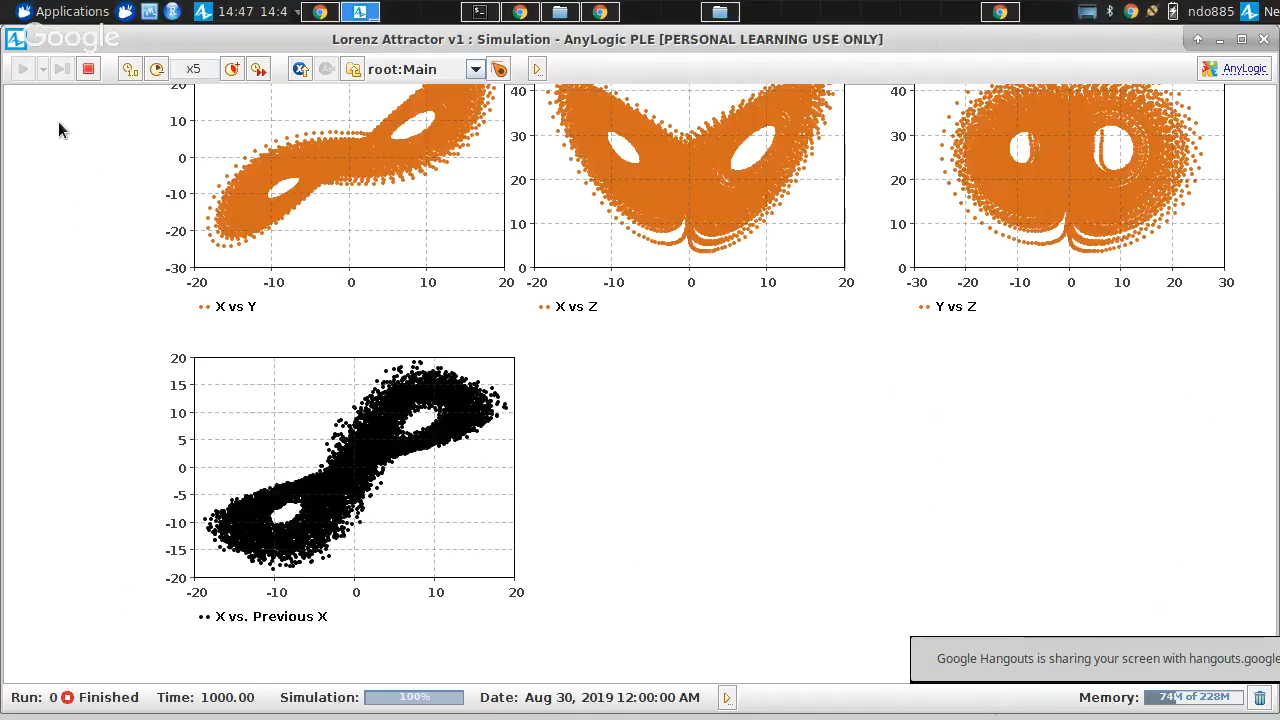 Applications 14:47 14:4 ndo885 Ne
Google
Lorenz Attractor v1 : Simulation - AnyLogic PLE [PERSONAL LEARNING USE ONLY]
x5 root:Main AnyLogic
20 40 40
10 30 30
0 20 20
-10 10 10
-20
-30 0 0
-20 -10 0 10 -20 -10 0 10 20 -30 -20 -10 0 10 20 30
X vs Y X vs Z Y vs Z
20
15
10
5
0
-5
-10
-15
-20
-20 -10 0 10 20
X vs. Previous X
Google Hangouts is sharing your screen with hangouts.google
Run: 0 Finished Time: 1000.00 Simulation: 100% Date: Aug 30, 2019 12:00:00 AM Memory: 74M of 228M